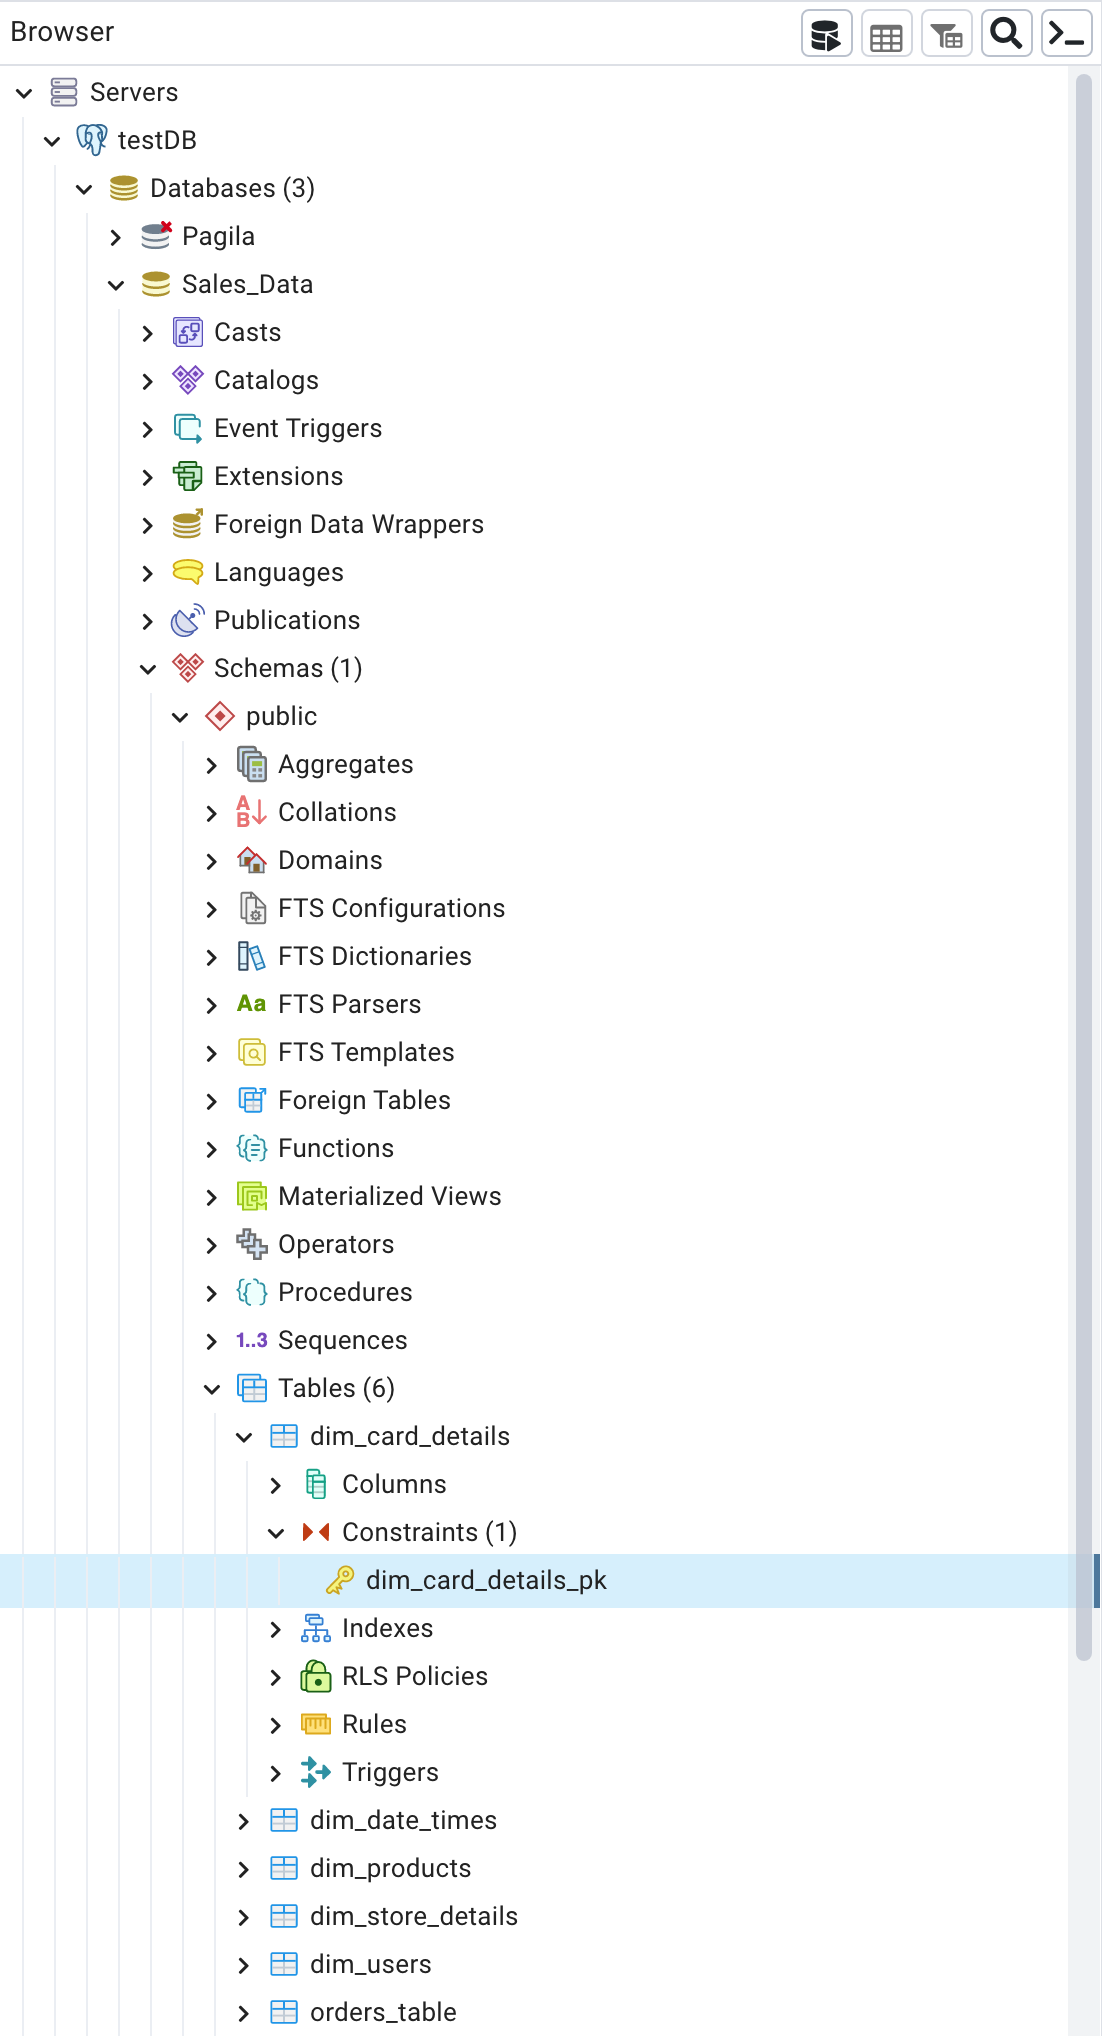 Browser
Servers
testDB
Databases (3)
Pagila
Sales_Data
Casts
Catalogs
Event Triggers
Extensions
Foreign Data Wrappers
Languages
Publications
Schemas (1)
public
Aggregates
Collations
Domains
FTS Configurations
FTS Dictionaries
Aa FTS Parsers
FTS Templates
Foreign Tables
Functions
Materialized Views
Operators
Procedures
1..3 Sequences
Tables (6)
dim_card_details
Columns
Constraints (1)
dim_card_details_pk
Indexes
RLS Policies
Rules
Triggers
dim_date_times
dim_products
dim_store_details
dim_users
orders_table